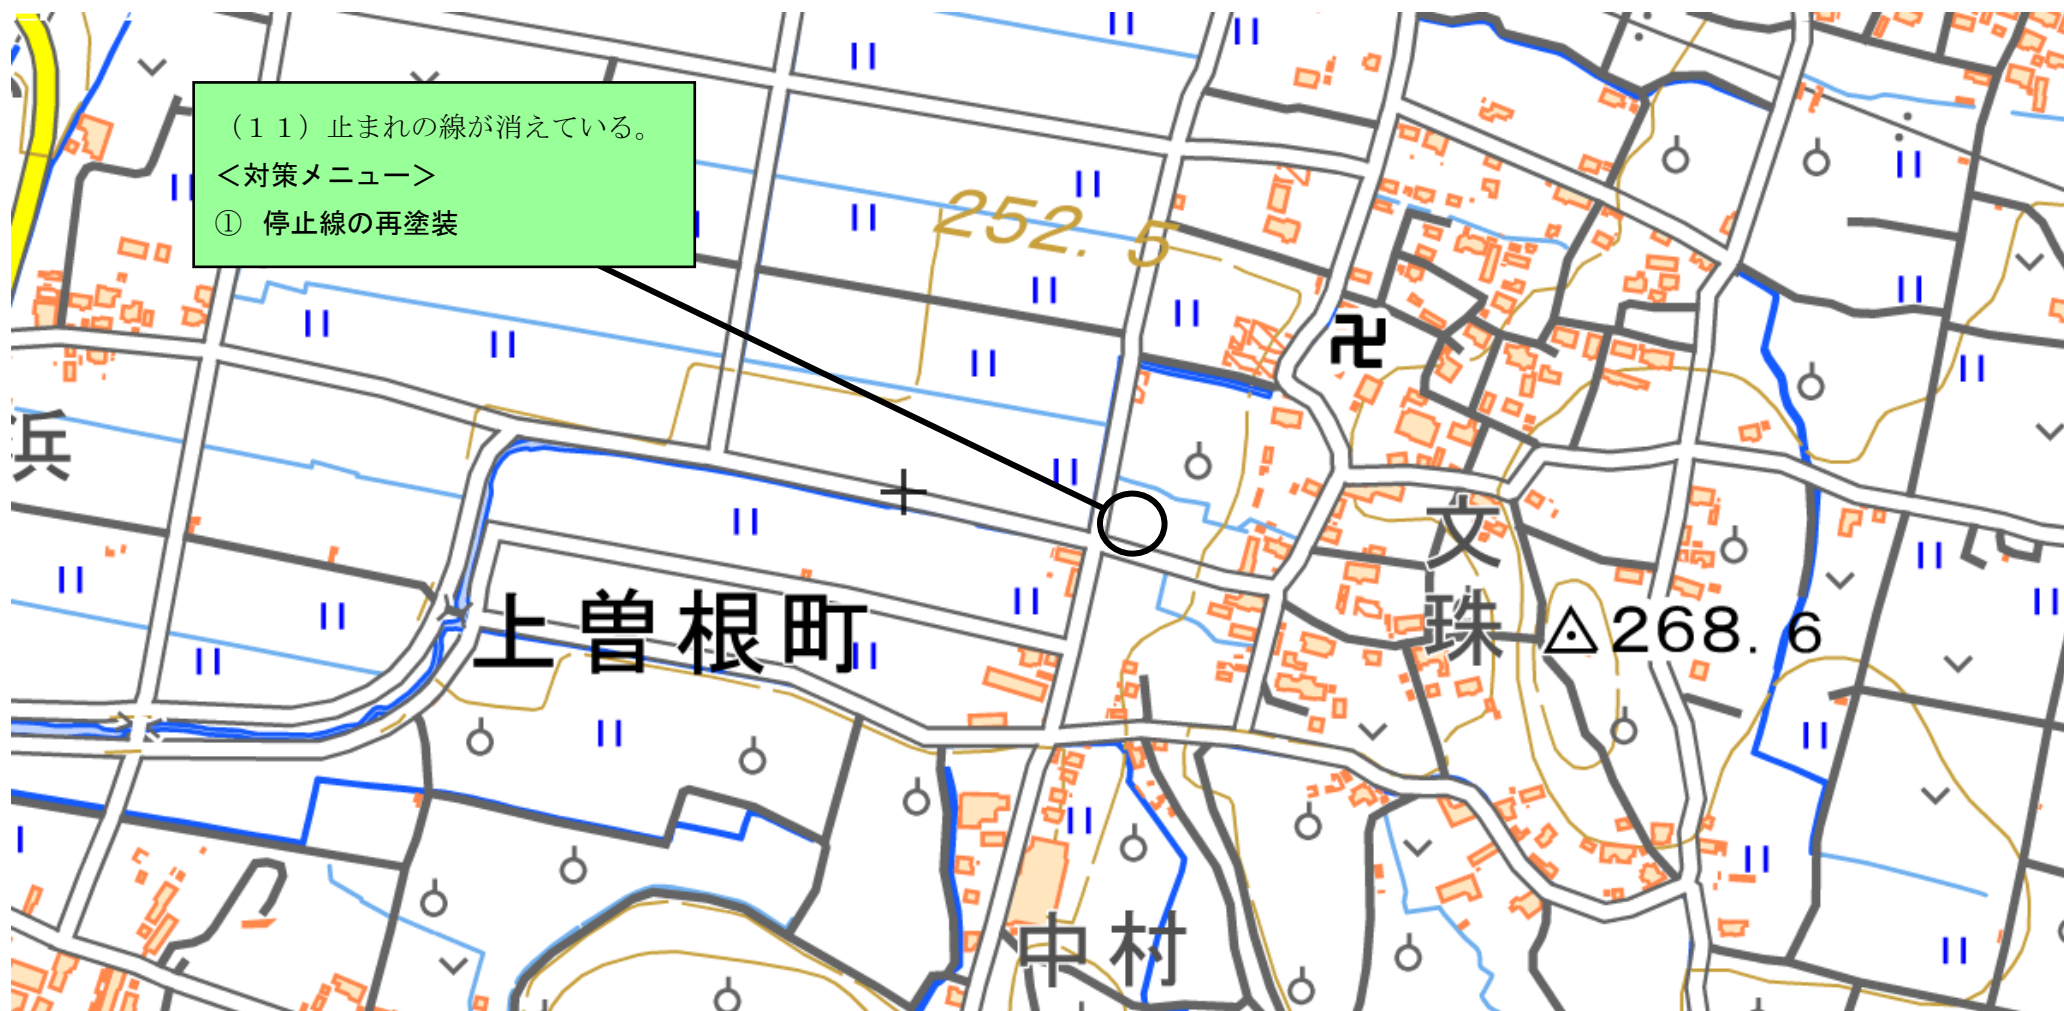 （１１）止まれの線が消えている。
＜対策メニュー＞
① 停止線の再塗装
252. 5
浜
文珠
上曽根町
268. 6
中村